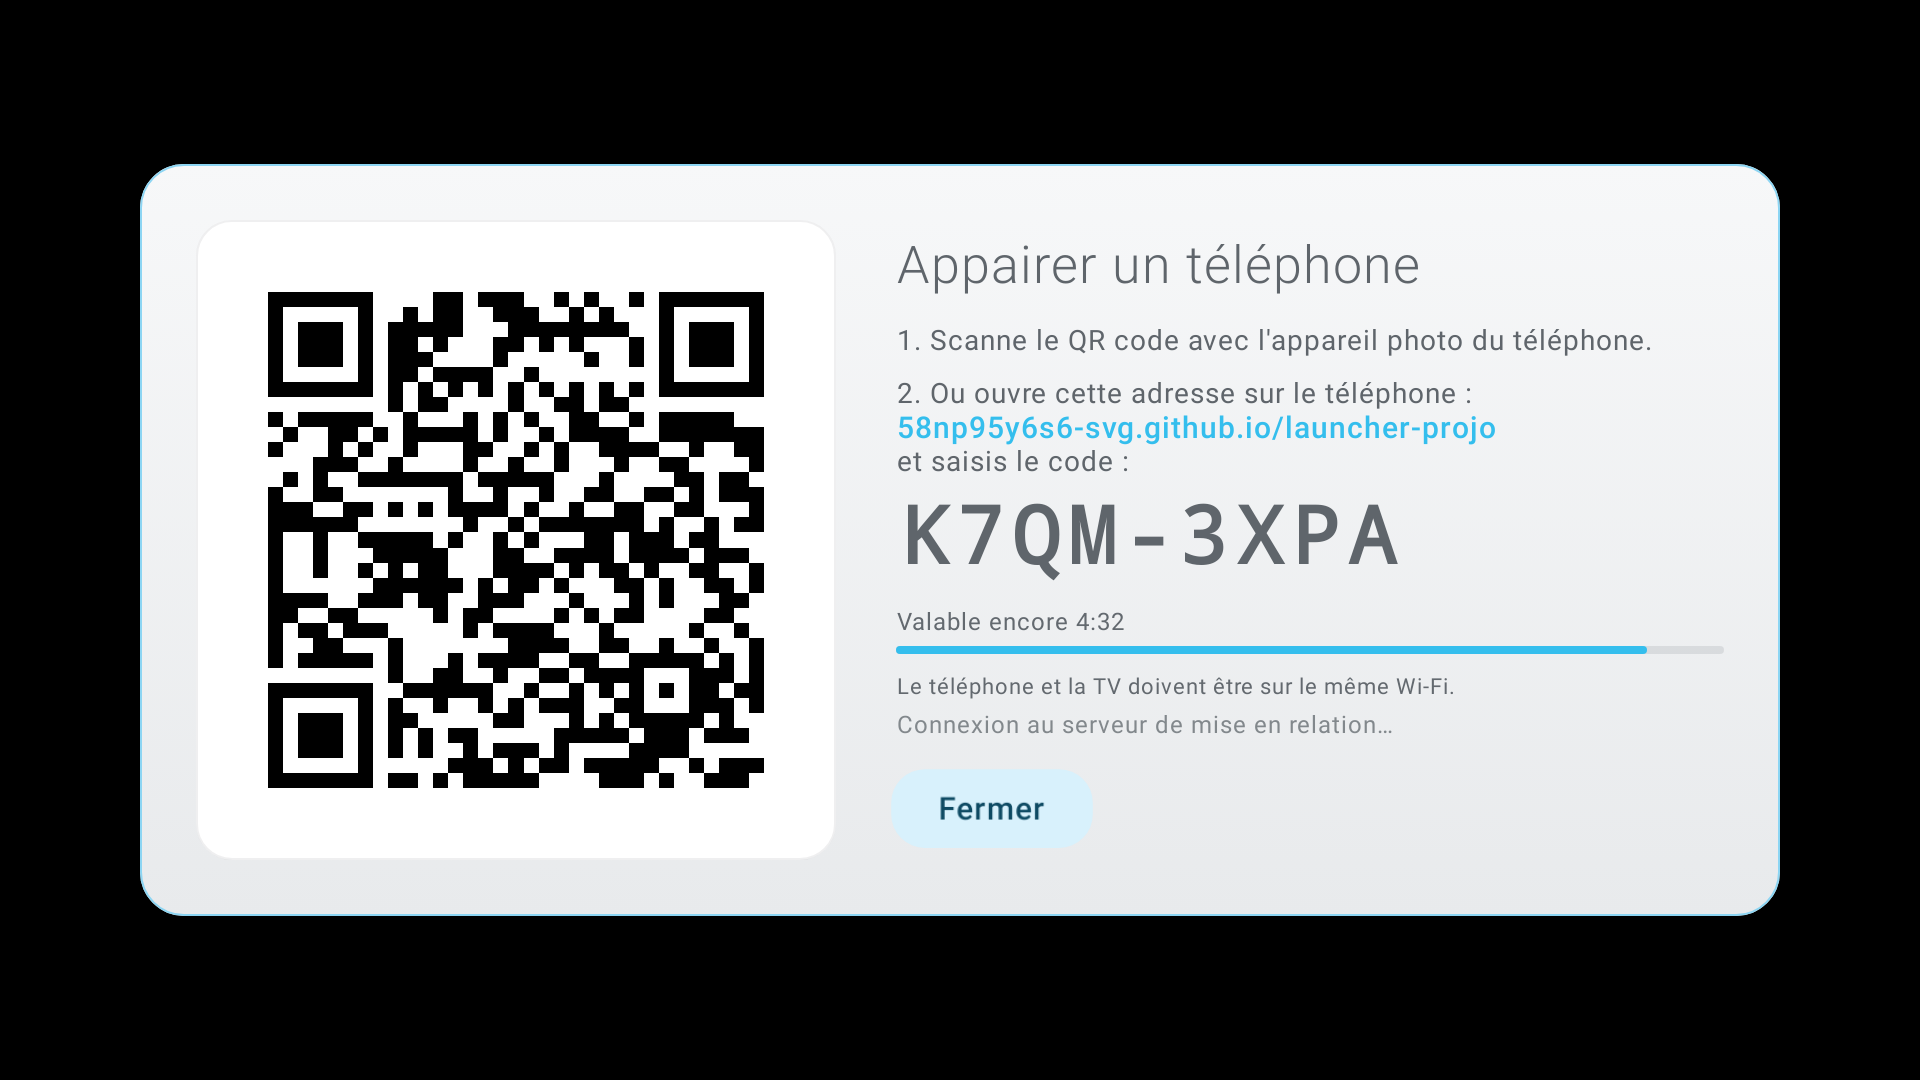 Appairer un téléphone
1. Scanne le QR code avec l'appareil photo du téléphone.
2. Ou ouvre cette adresse sur le téléphone :
58np95y6s6-svg.github.io/launcher-projo
et saisis le code :
K7QM-3XPA
Valable encore 4:32
Le téléphone et la TV doivent être sur le même Wi-Fi.
Connexion au serveur de mise en relation…
Fermer